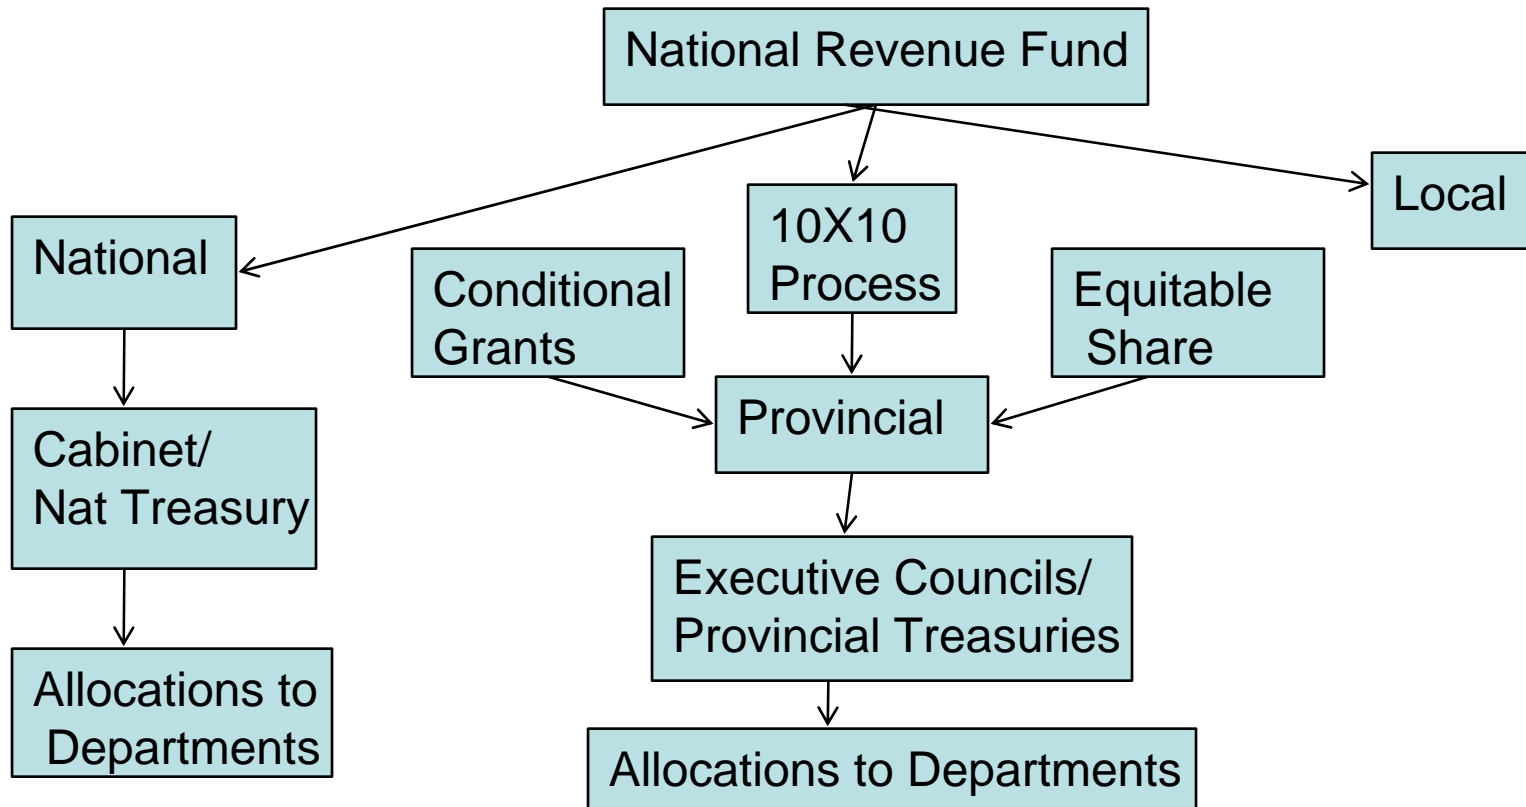 National Revenue Fund
Local
National
10X10
Process
Conditional
Grants
Equitable
Share
Provincial
Cabinet/
Nat Treasury
Executive Councils/
Provincial Treasuries
Allocations to
Departments
Allocations to Departments